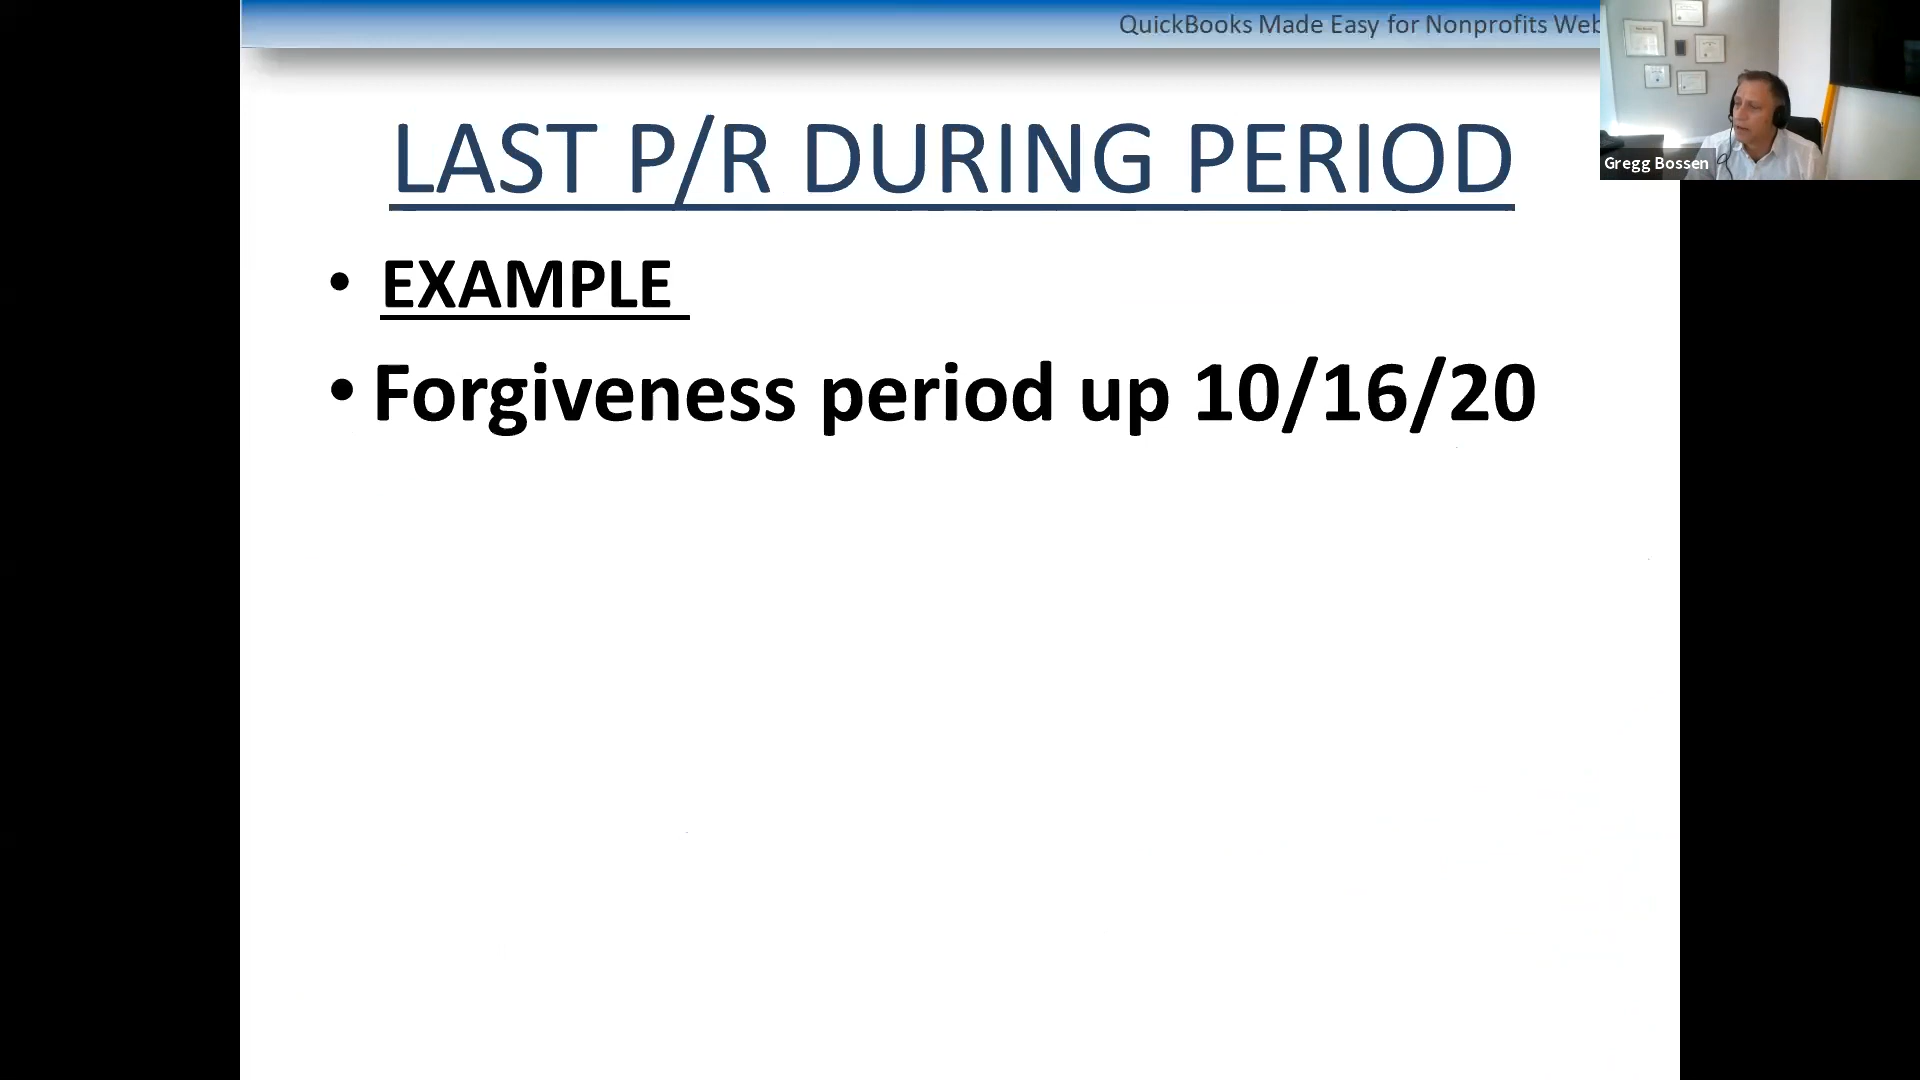 QuickBooks Made Easy for Nonprofits Web
Gregg Bossen
LAST P/R DURING PERIOD
• EXAMPLE
• Forgiveness period up 10/16/20